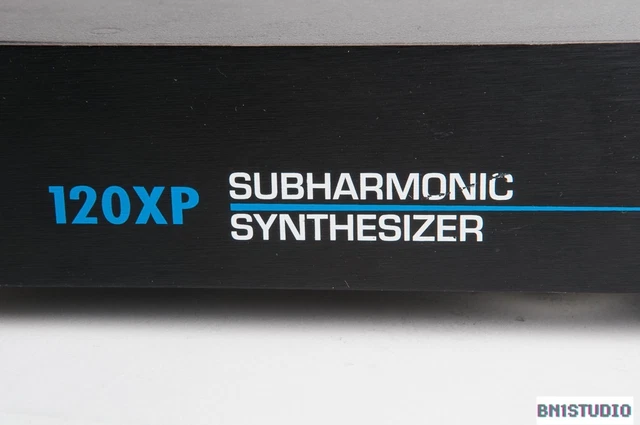 120XP SUBHARMONIC
SYNTHESIZER
BN1STUDIO